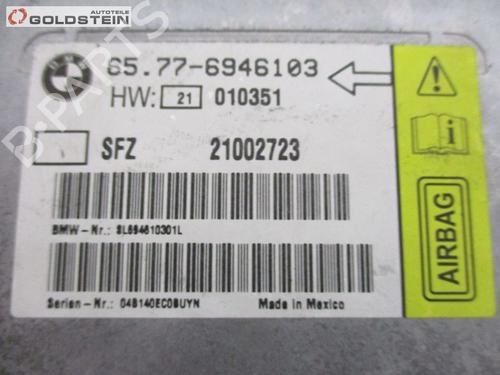 GOLDSTEIN
AUTOTEILE
B-PARTS
65.77-6946103
HW: 21 010351
SFZ 21002723
BMW-Nr.: SL694610301L
Serien-Nr.: 04B140EC0BUYN Made in Mexico
AIRBAG